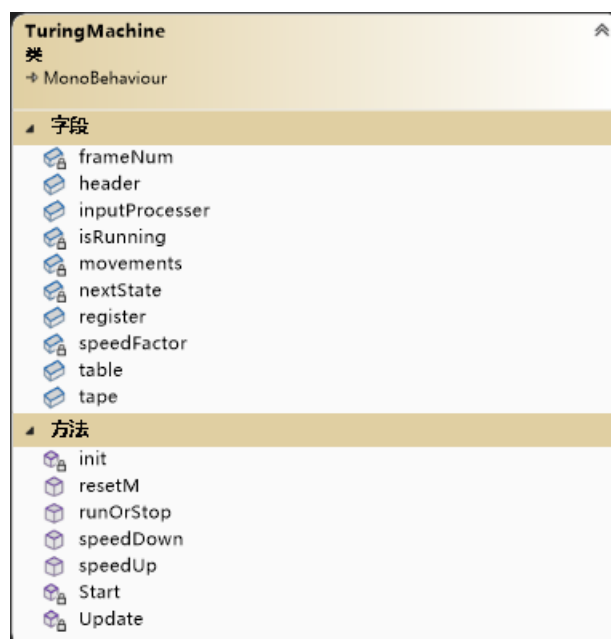 TuringMachine
类
MonoBehaviour
字段
frameNum
header
inputProcesser
isRunning
movements
nextState
register
speedFactor
table
tape
方法
init
resetM
runOrStop
speedDown
speedUp
Start
Update